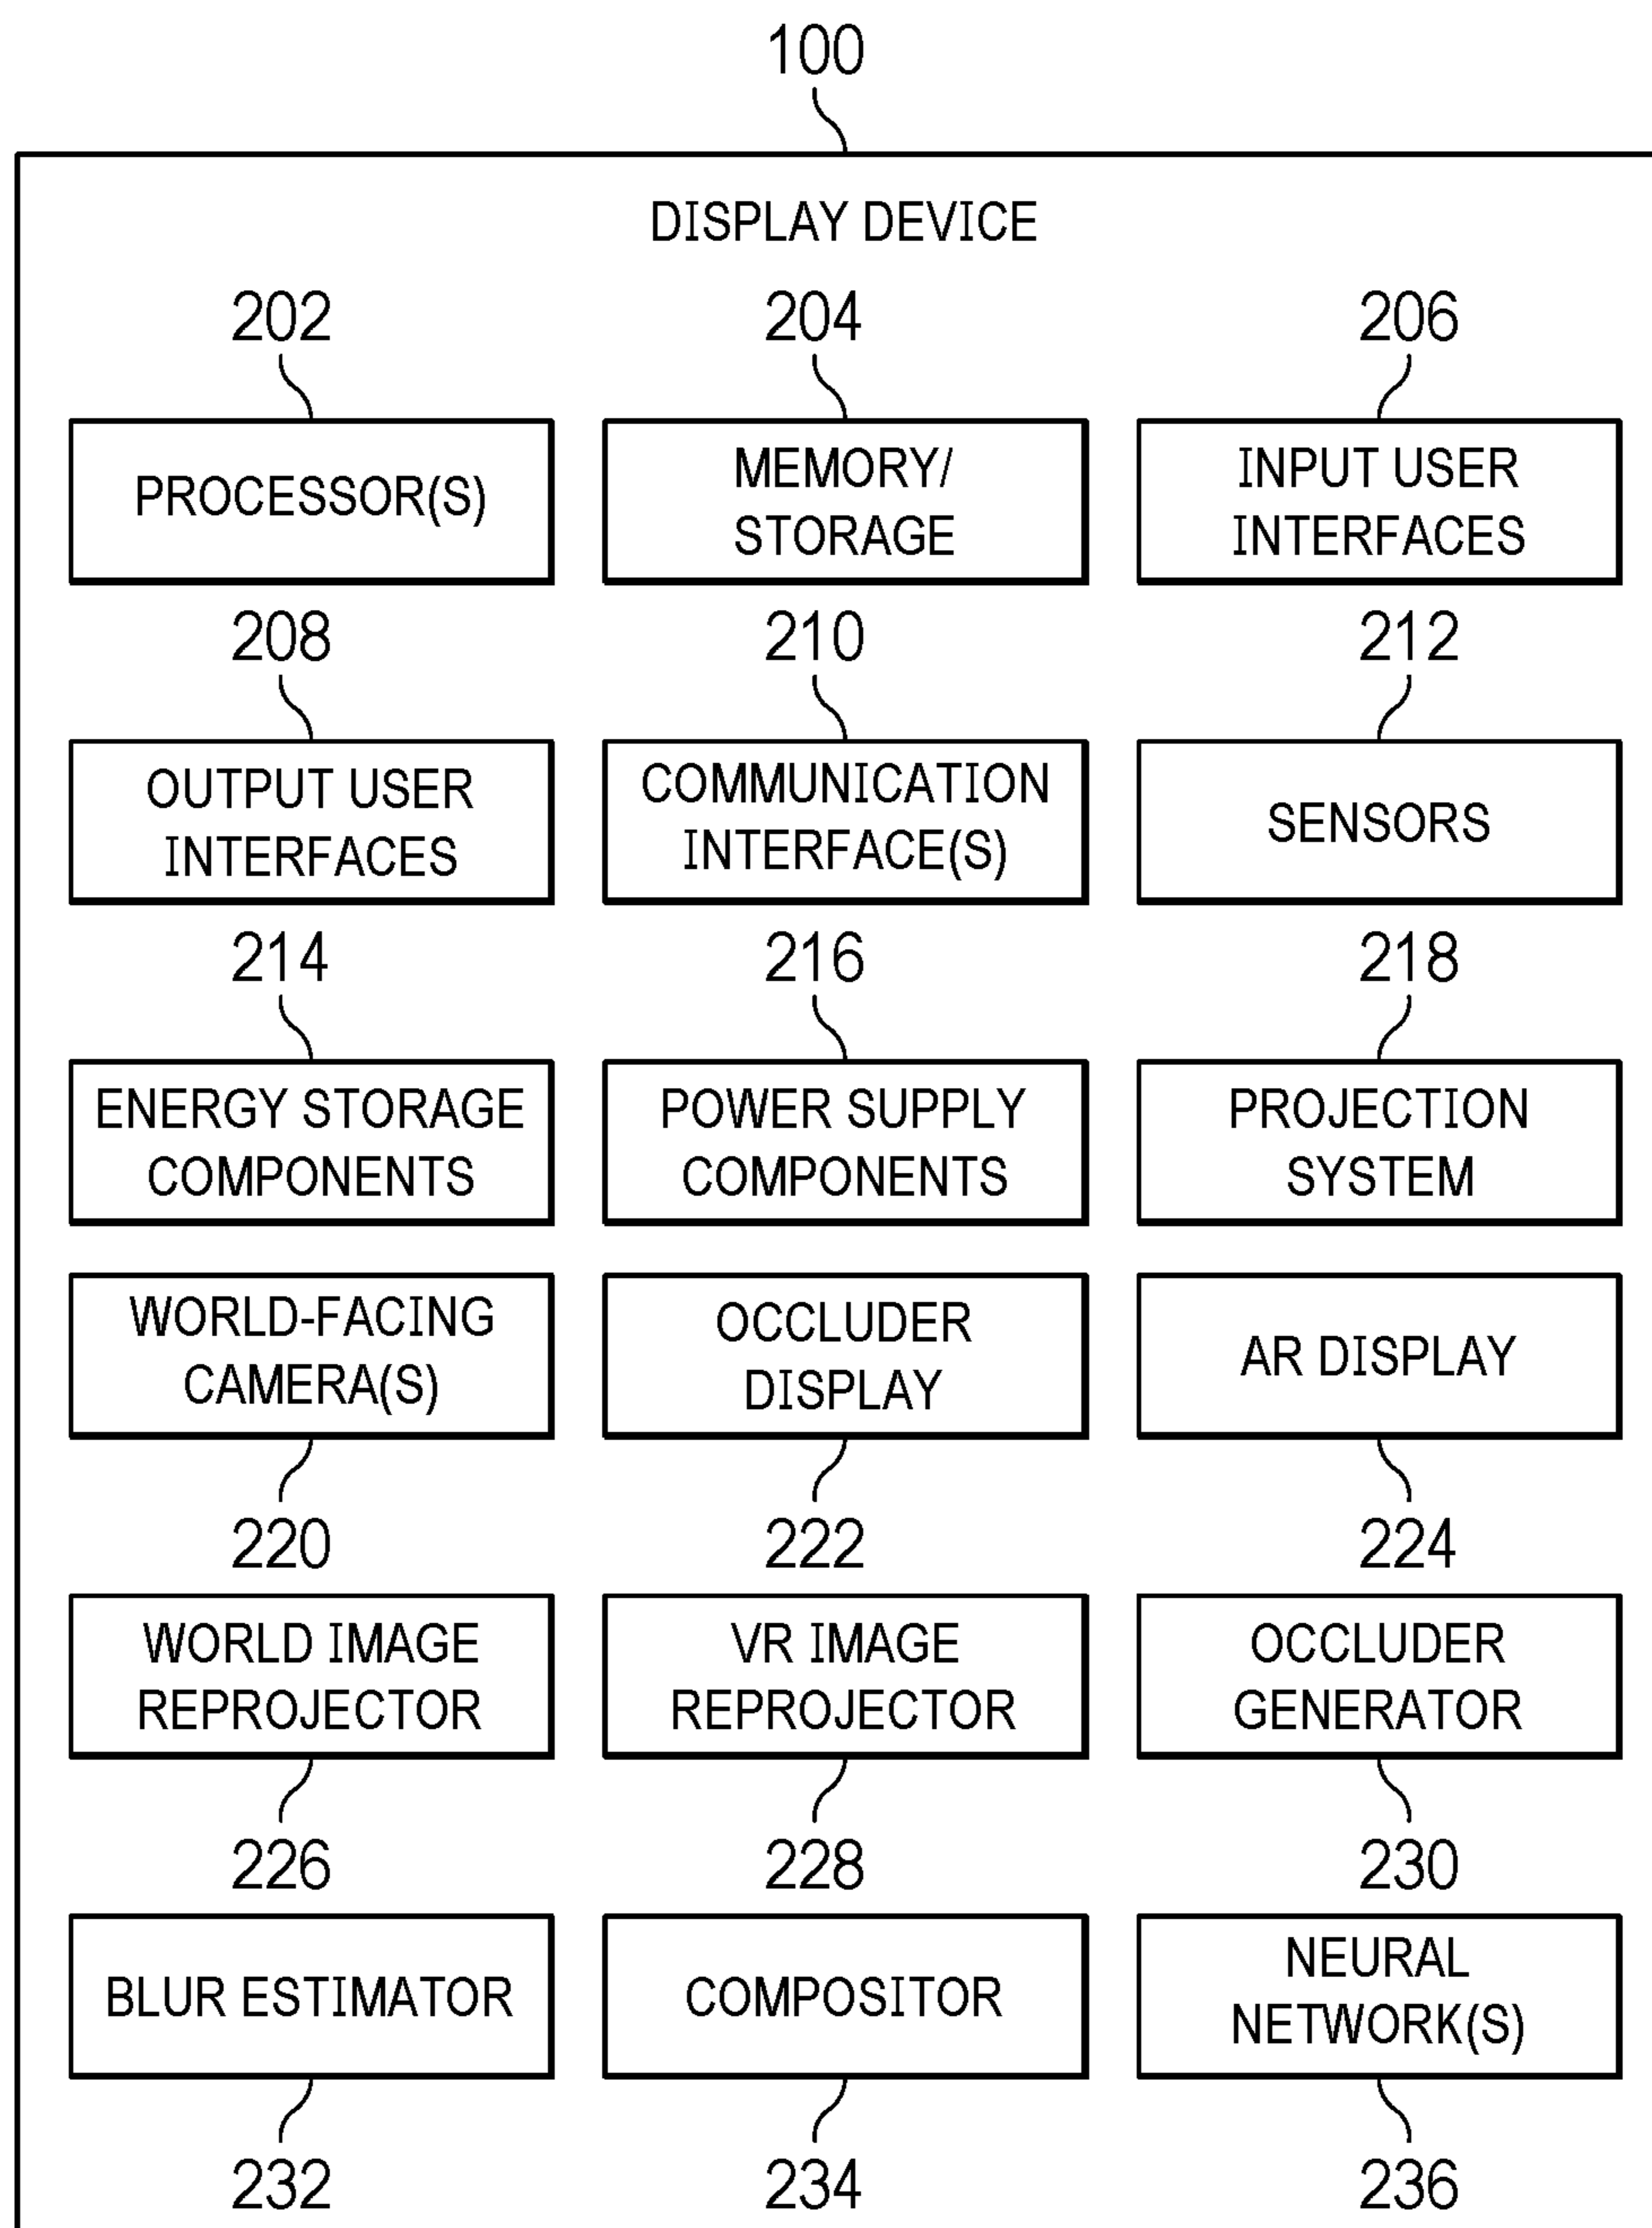 100
DISPLAY DEVICE
202
204
206
PROCESSOR(S)
MEMORY/
STORAGE
INPUT USER
INTERFACES
208
210
212
OUTPUT USER
INTERFACES
COMMUNICATION
INTERFACE(S)
SENSORS
214
216
218
ENERGY STORAGE
COMPONENTS
POWER SUPPLY
COMPONENTS
PROJECTION
SYSTEM
WORLD-FACING
CAMERA(S)
OCCLUDER
DISPLAY
AR DISPLAY
220
222
224
WORLD IMAGE
REPROJECTOR
VR IMAGE
REPROJECTOR
OCCLUDER
GENERATOR
226
228
230
BLUR ESTIMATOR
COMPOSITOR
NEURAL
NETWORK(S)
232
234
236